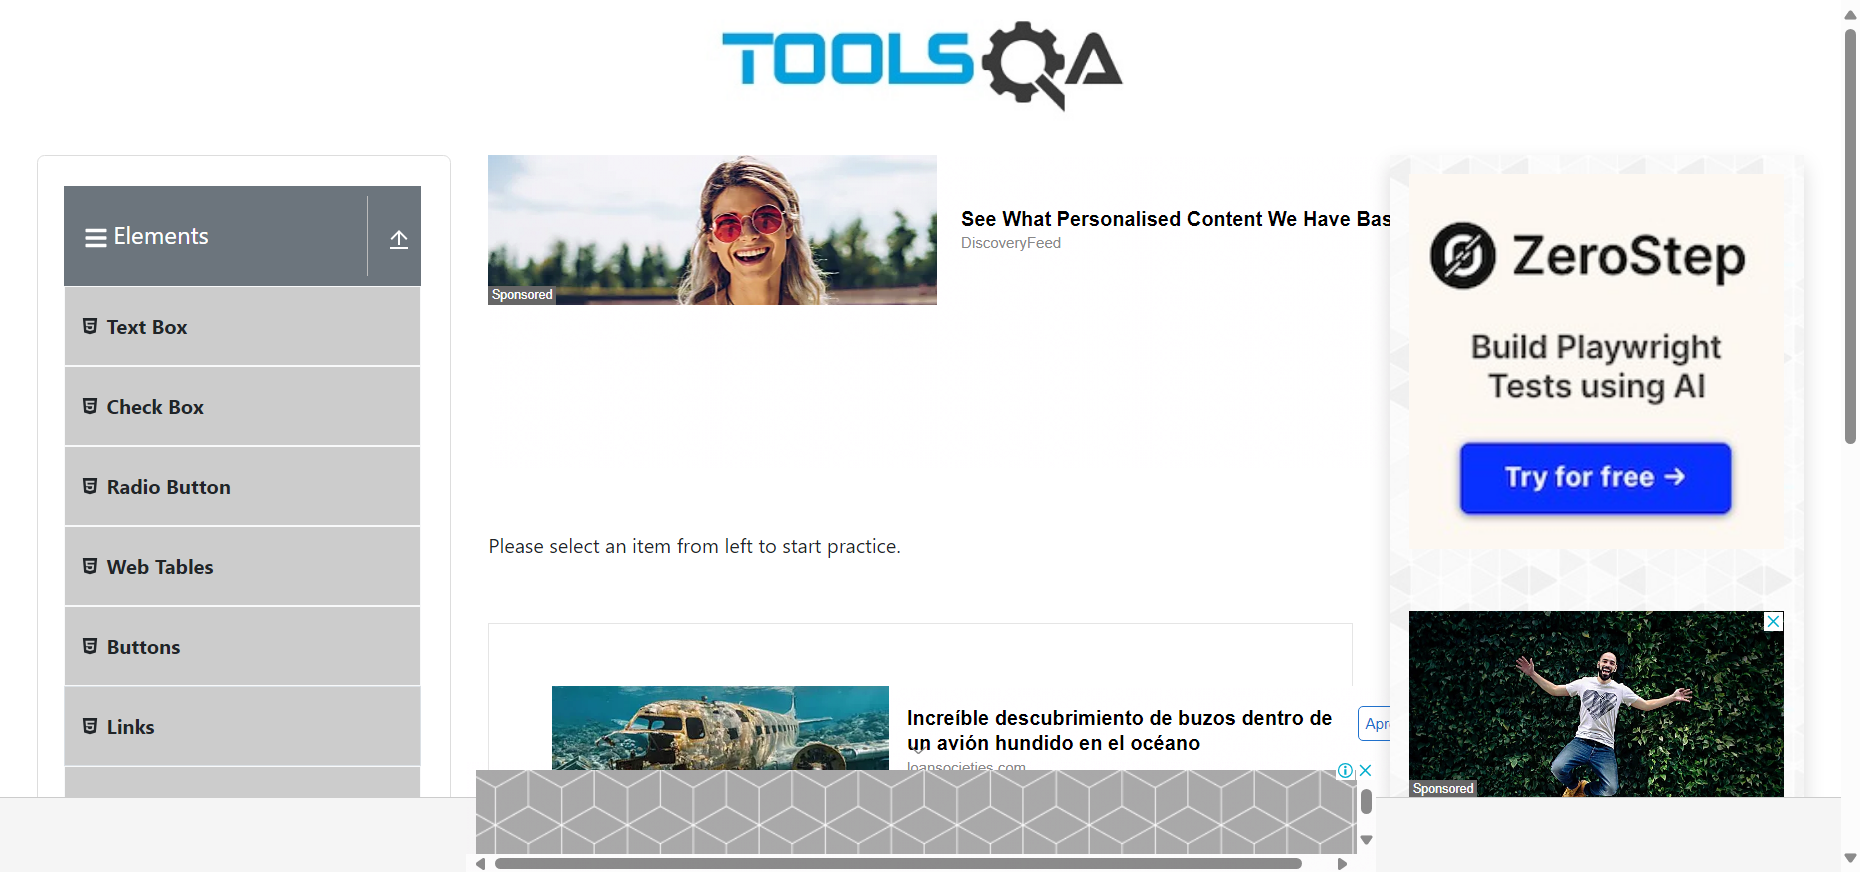 TOOLSQA
Elements
Text Box
Check Box
Radio Button
Web Tables
Buttons
Links
Sponsored
See What Personalised Content We Have Bas
DiscoveryFeed
Please select an item from left to start practice.
Increíble descubrimiento de buzos dentro de
un avión hundido en el océano
loansocieties.com
Apr
ZeroStep
Build Playwright
Tests using AI
Try for free →
Sponsored